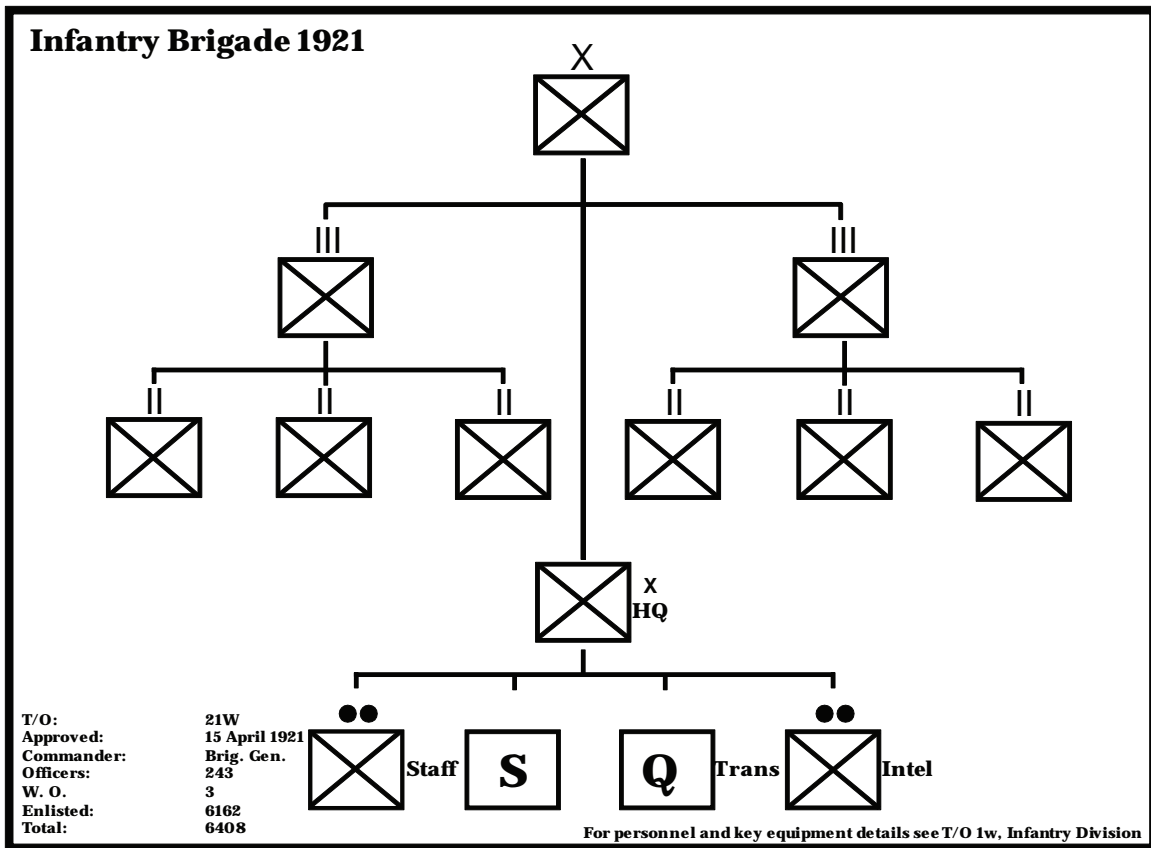 Infantry Brigade 1921
X
III
III
II
II
II
II
II
II
X
HQ
Staff
S
Q
Trans
Intel
T/O: 21W
Approved: 15 April 1921
Commander: Brig. Gen.
Officers: 243
W. O. 3
Enlisted: 6162
Total: 6408
For personnel and key equipment details see T/O 1w, Infantry Division